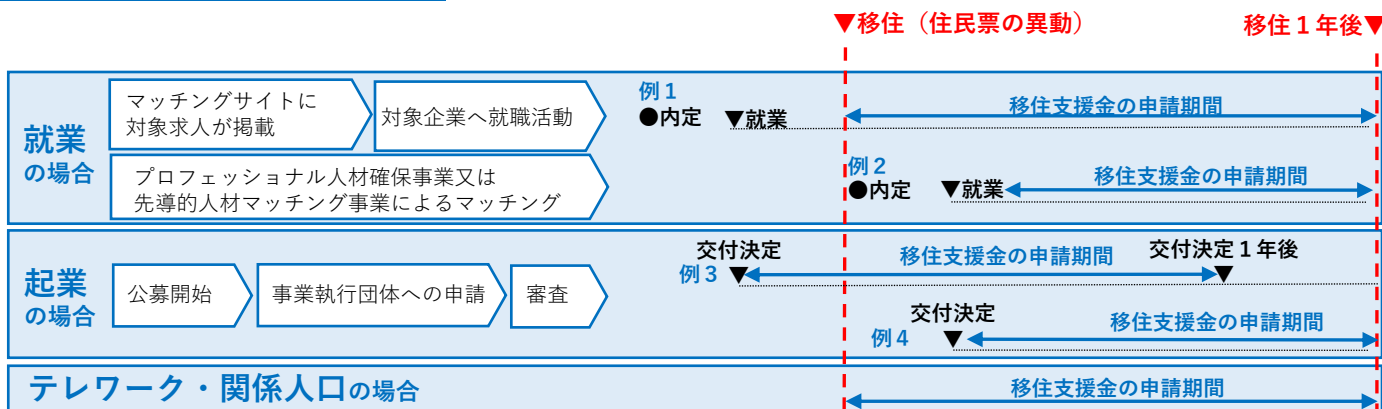 ▼移住（住民票の異動）
移住１年後▼
就業
の場合
マッチングサイトに
対象求人が掲載
対象企業へ就職活動
プロフェッショナル人材確保事業又は
先導的人材マッチング事業によるマッチング
例１
●内定 ▼就業
移住支援金の申請期間
例２
●内定 ▼就業
移住支援金の申請期間
起業
の場合
公募開始
事業執行団体への申請
審査
交付決定
例３ ▼
移住支援金の申請期間
交付決定１年後
▼
交付決定
例４ ▼
移住支援金の申請期間
テレワーク・関係人口の場合
移住支援金の申請期間